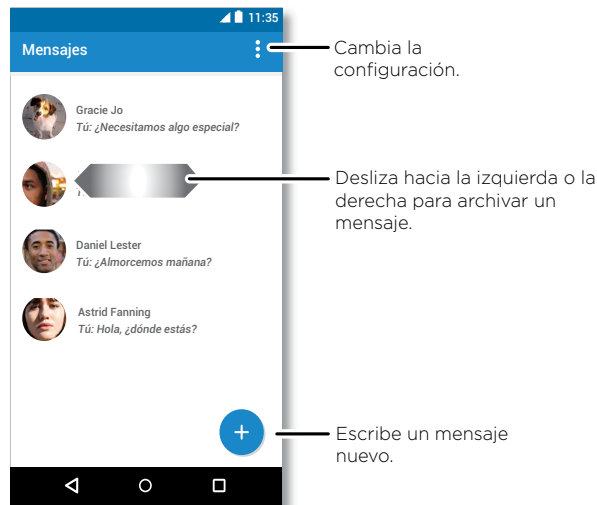 11:35
Mensajes
Cambia la
configuración.
Gracie Jo
Tú: ¿Necesitamos algo especial?
Desliza hacia la izquierda o la
derecha para archivar un
mensaje.
Daniel Lester
Tú: ¿Almorcemos mañana?
Astrid Fanning
Tú: Hola, ¿dónde estás?
Escribe un mensaje
nuevo.